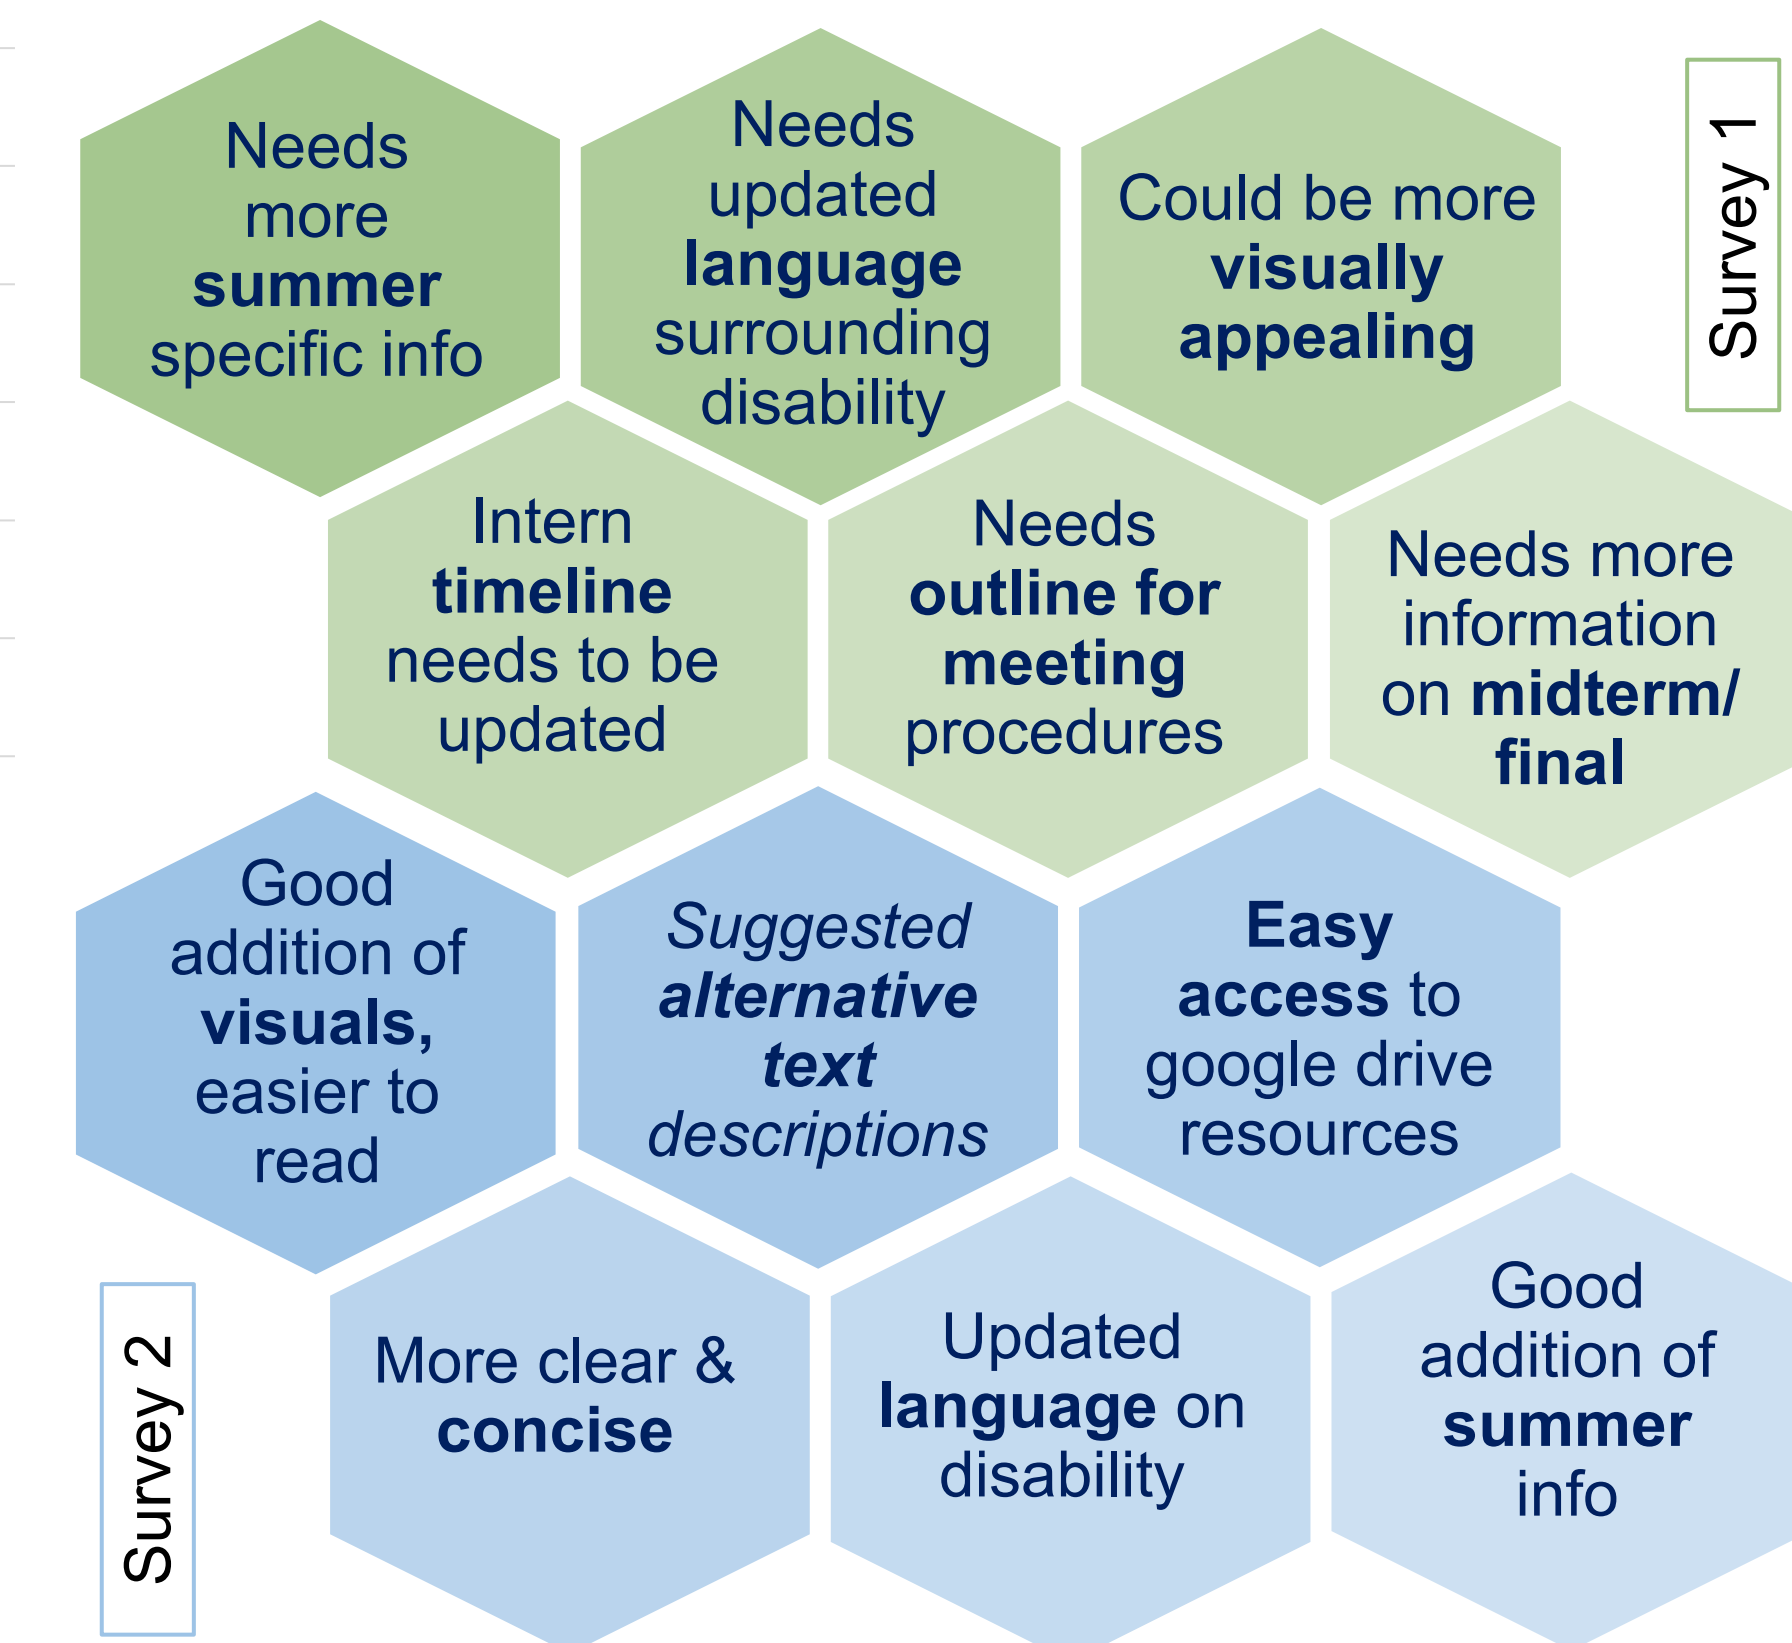 Needs
more
summer
specific info
Needs
updated
language
surrounding
disability
Could be more
visually
appealing
Survey 1
Intern
timeline
needs to be
updated
Needs
outline for
meeting
procedures
Needs more
information
on midterm/
final
Good
addition of
visuals,
easier to
read
Suggested
alternative
text
descriptions
Easy
access to
google drive
resources
Survey 2
More clear &
concise
Updated
language on
disability
Good
addition of
summer
info